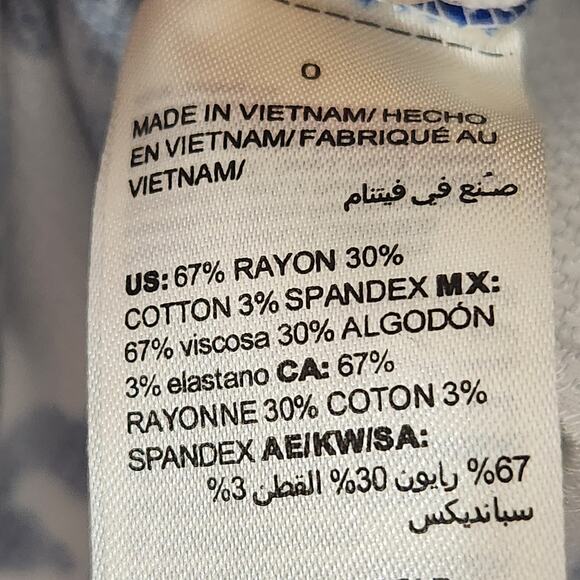 0
MADE IN VIETNAM/ HECHO
EN VIETNAM/ FABRIQUÉ AU
VIETNAM/
صنع في فيتنام
US: 67% RAYON 30%
COTTON 3% SPANDEX MX:
67% viscosa 30% ALGODÓN
3% elastano CA: 67%
RAYONNE 30% COTON 3%
SPANDEX AE/KW/SA:
67% رايون 30% القطن 3%
سبانديكس